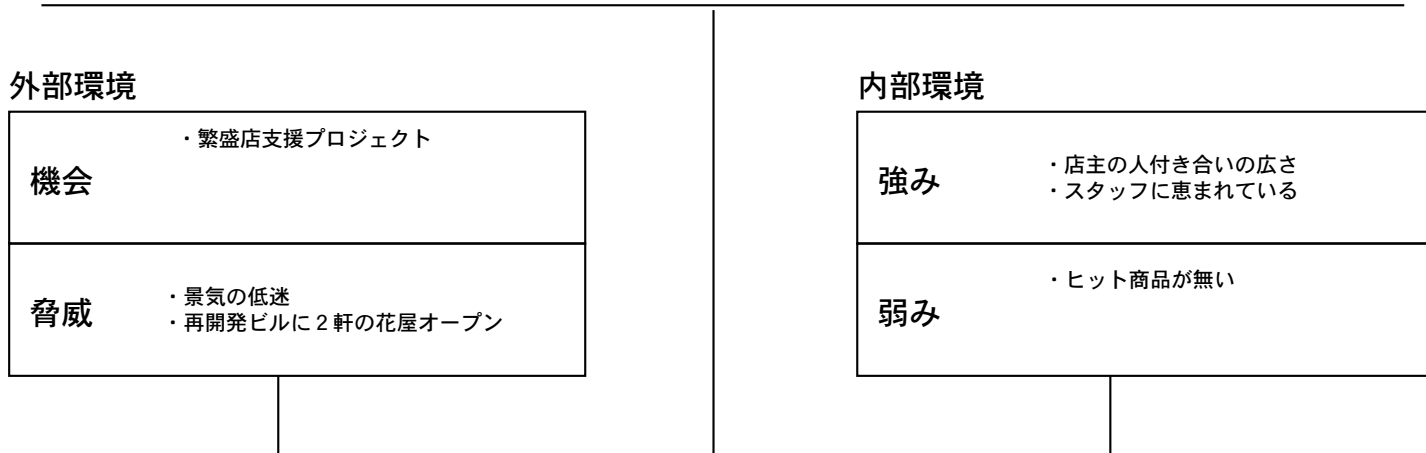 外部環境
機会
・繁盛店支援プロジェクト
脅威
・景気の低迷
・再開発ビルに２軒の花屋オープン
内部環境
強み
・店主の人付き合いの広さ
・スタッフに恵まれている
弱み
・ヒット商品が無い